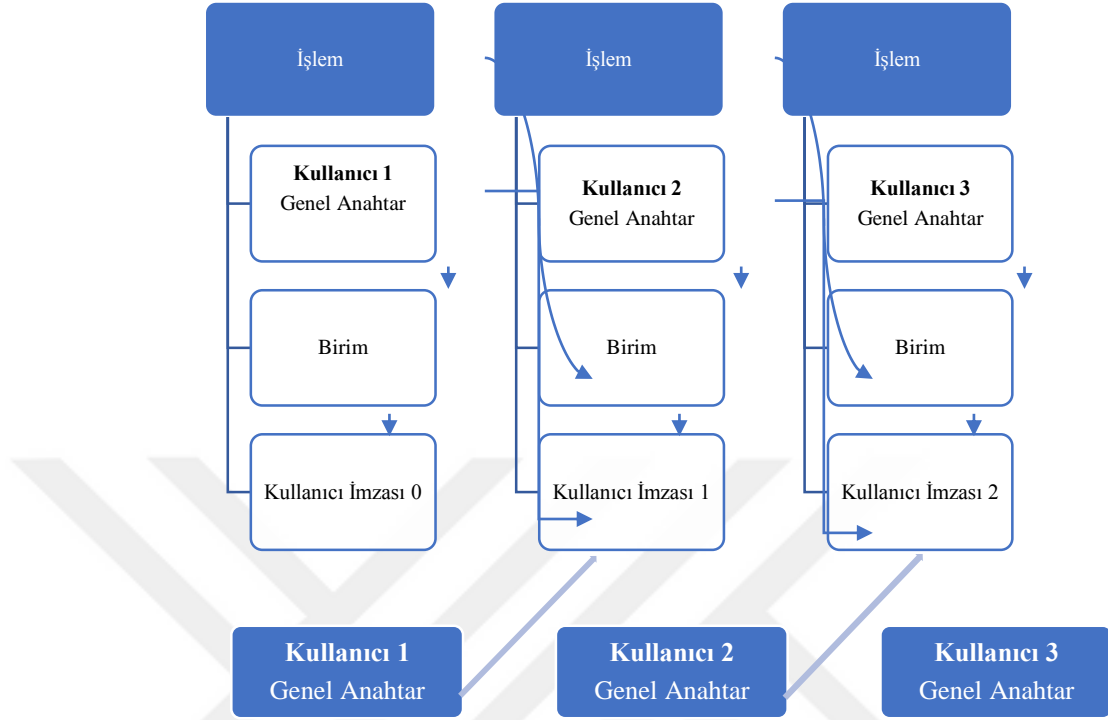 İşlem
İşlem
İşlem
Kullanıcı 1
Genel Anahtar
Kullanıcı 2
Genel Anahtar
Kullanıcı 3
Genel Anahtar
Birim
Birim
Birim
Kullanıcı İmzası 0
Kullanıcı İmzası 1
Kullanıcı İmzası 2
Kullanıcı 1
Genel Anahtar
Kullanıcı 2
Genel Anahtar
Kullanıcı 3
Genel Anahtar